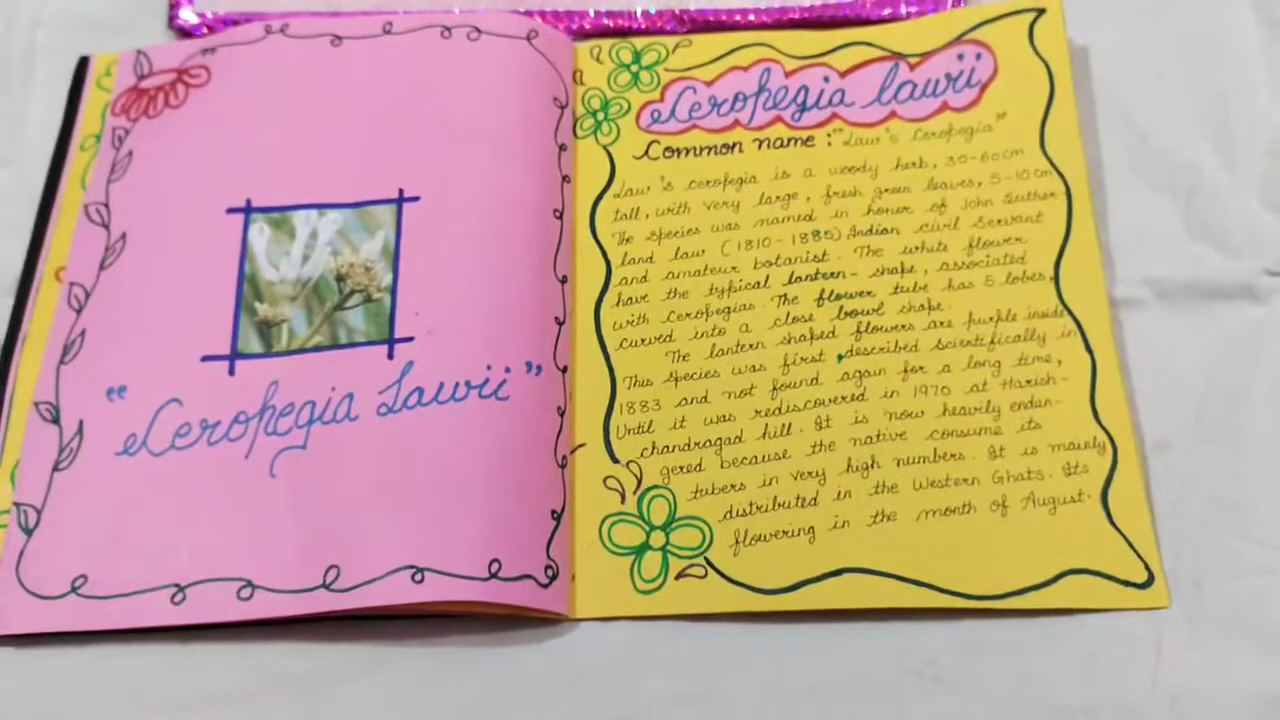 "Ceropegia Lawii"
Ceropegia lawii
Common name : "Law's Ceropegia"
Law's ceropegia is a woody herb, 30-60cm
tall, with very large, fresh green leaves, 5-10cm
The species was named in honor of John Suther-
land law (1810-1885) Indian civil Servant
and amateur botanist. The white flower
have the typical lantern-shape, associated
with Ceropegias. The flower tube has 5 lobes,
curved into a close bowl shape.
The lantern shaped flowers are purple inside
This species was first described scientifically in
1883 and not found again for a long time,
Until it was rediscovered in 1970 at Harish-
chandragad hill. It is now heavily endan-
gered because the native consume its
tubers in very high numbers. It is mainly
distributed in the Western Ghats. Its
flowering in the month of August.